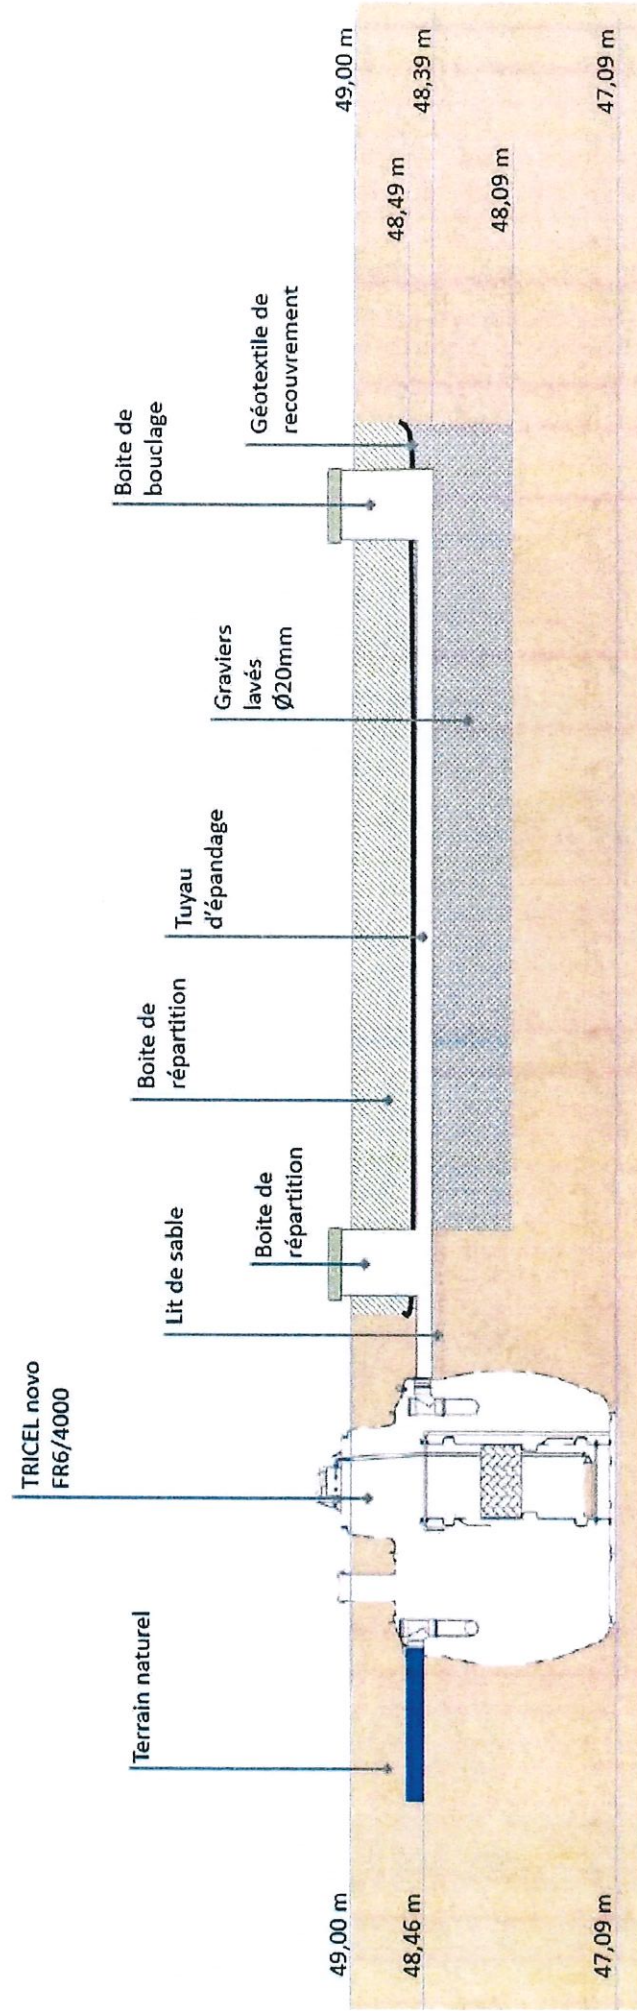 TRICEL novo
FR6/4000
Terrain naturel
Lit de sable
Boite de
répartition
Boite de
répartition
Tuyau
d'épandage
Graviers
lavés
Ø20mm
Boite de
bouclage
Géotextile de
recouvrement
49,00 m
48,46 m
47,09 m
49,00 m
48,49 m
48,39 m
48,09 m
47,09 m